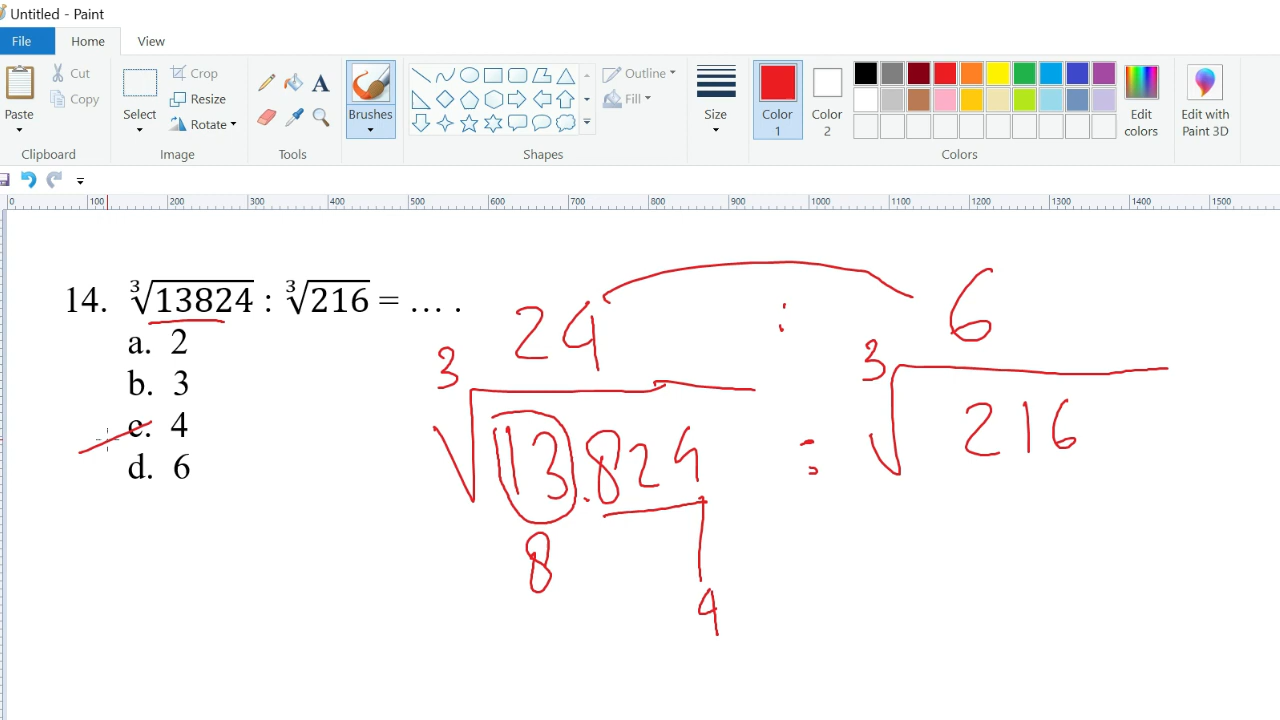 Untitled - Paint
File Home View
Cut
Copy
Paste
Clipboard
Select
Crop
Resize
Rotate
Image
Tools
Brushes
Outline
Fill
Shapes
Size
Color 1
Color 2
Edit colors
Colors
Edit with Paint 3D
0 100 200 300 400 500 600 700 800 900 1000 1100 1200 1300 1400 1500
14. ∛13824 : ∛216 = … .
a. 2
b. 3
c. 4
d. 6
24 : 6
∛13.824 : ∛216
8
4